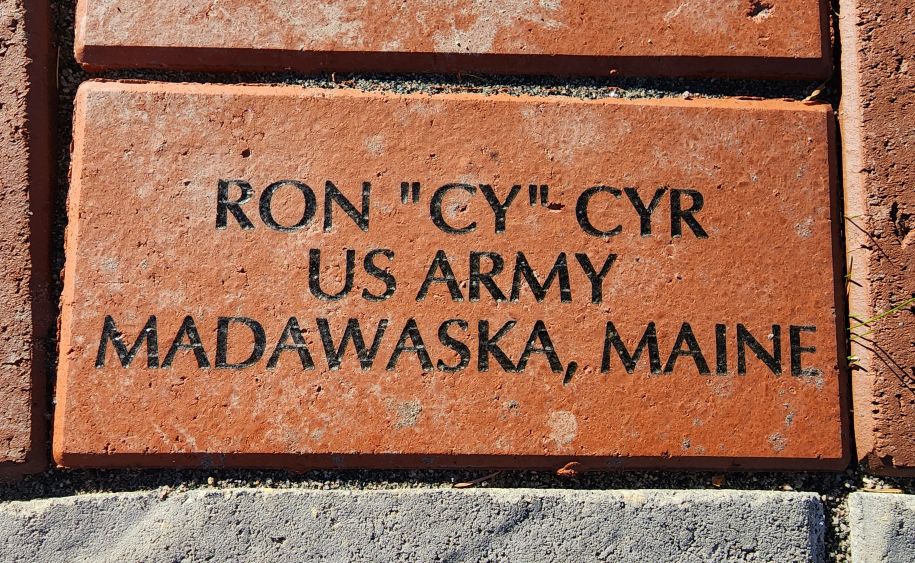 RON "CY" CYR
US ARMY
MADAWASKA, MAINE